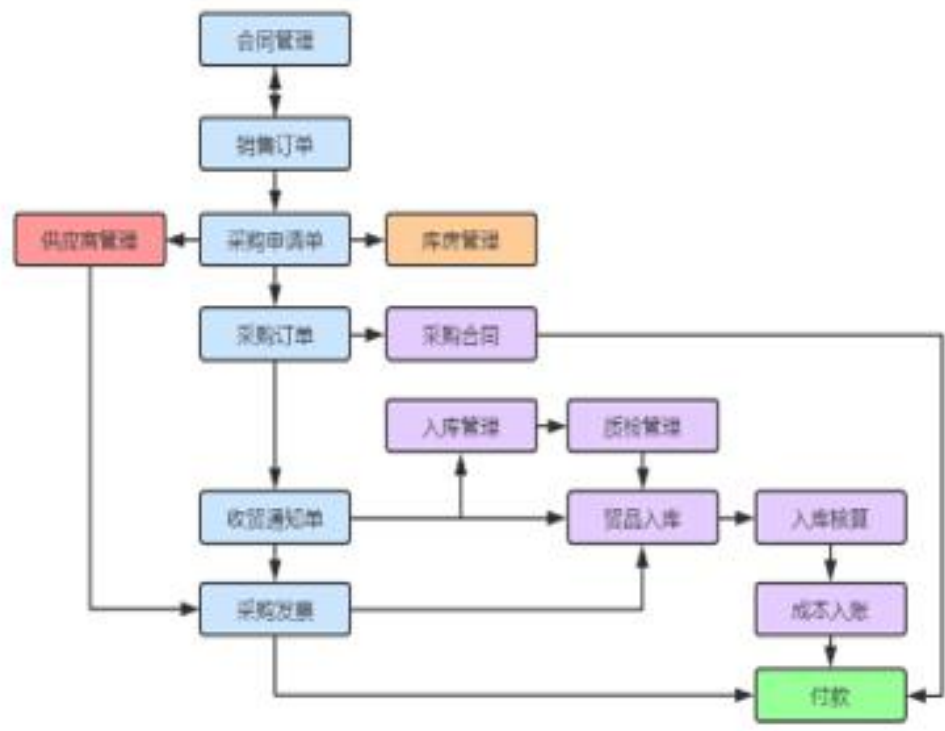 合同管理
销售订单
供应商管理
采购申请单
库房管理
采购订单
采购合同
入库管理
质检管理
收货通知单
货品入库
入库核算
采购发票
成本入账
付款